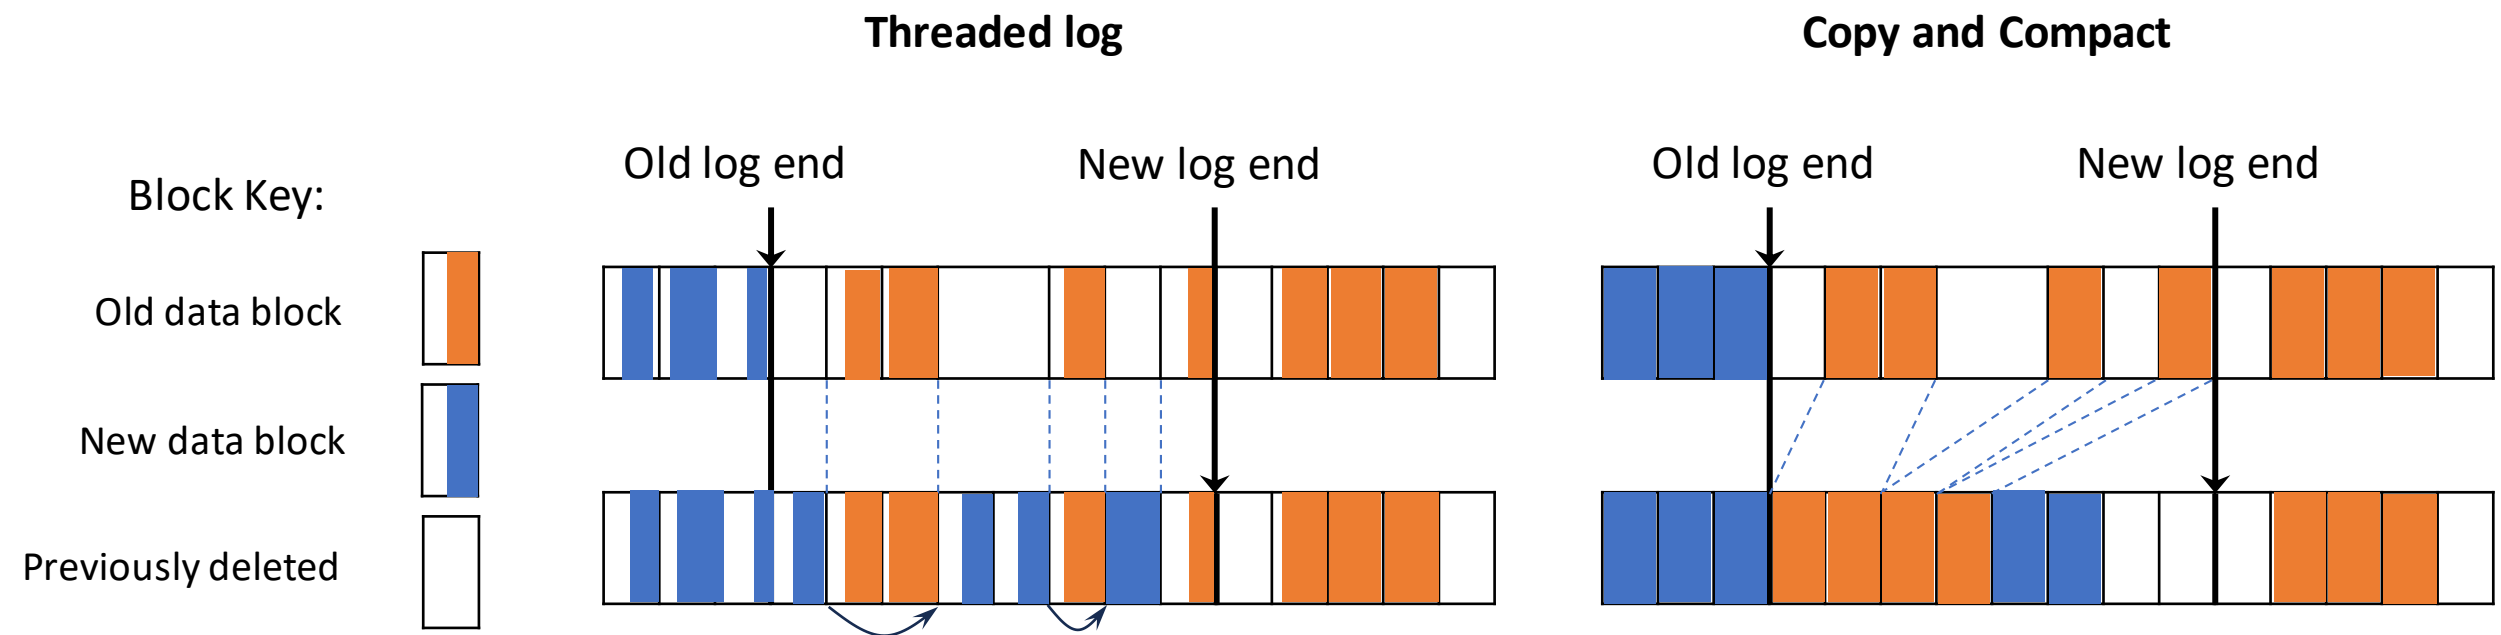 Threaded log
Copy and Compact
Old log end
New log end
Old log end
New log end
Block Key:
Old data block
New data block
Previously deleted